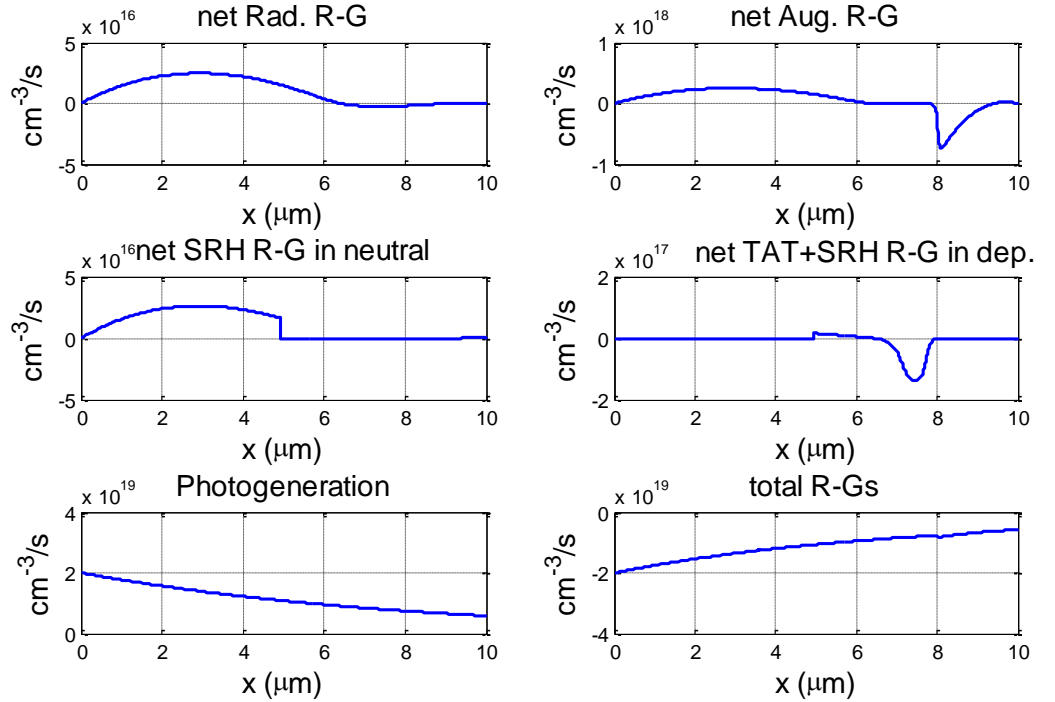 x 10^16 net Rad. R-G
5
0
-5
cm^-3/s
0 2 4 6 8 10
x (μm)
x 10^18 net Aug. R-G
1
0
-1
cm^-3/s
0 2 4 6 8 10
x (μm)
x 10^16 net SRH R-G in neutral
5
0
-5
cm^-3/s
0 2 4 6 8 10
x (μm)
x 10^17 net TAT+SRH R-G in dep.
2
0
-2
cm^-3/s
0 2 4 6 8 10
x (μm)
x 10^19 Photogeneration
4
2
0
cm^-3/s
0 2 4 6 8 10
x (μm)
x 10^19 total R-Gs
0
-2
-4
cm^-3/s
0 2 4 6 8 10
x (μm)